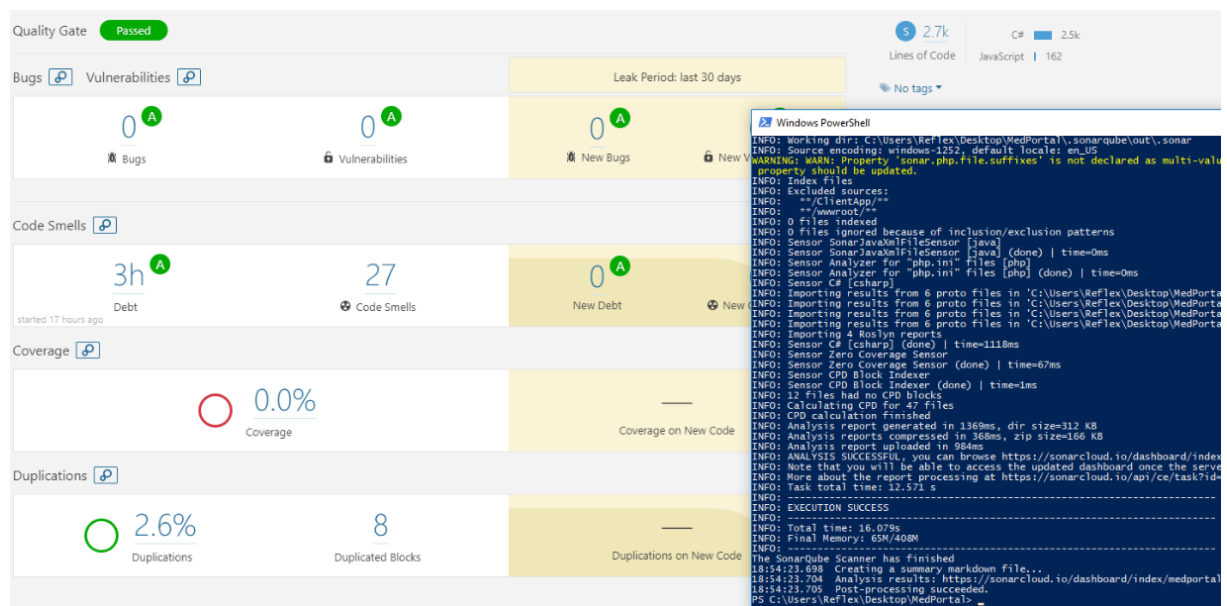 Quality Gate Passed
S 2.7k
Lines of Code
C# 2.5k
JavaScript 162
No tags
Bugs Vulnerabilities
Leak Period: last 30 days
0 A
Bugs
0 A
Vulnerabilities
0 A
New Bugs
New
Code Smells
3h A
Debt
started 17 hours ago
27
Code Smells
0 A
New Debt
Coverage
0.0%
Coverage
—
Coverage on New Code
Duplications
2.6%
Duplications
8
Duplicated Blocks
—
Duplications on New Code
Windows PowerShell
INFO: Working dir: C:\Users\Reflex\Desktop\MedPortal\.sonarqube\out\.sonar
INFO: Source encoding: windows-1252, default locale: en_US
WARNING: WARN: Property 'sonar.php.file.suffixes' is not declared as multi-valu
property should be updated.
INFO: Index files
INFO: Excluded sources:
INFO:   **/ClientApp/**
INFO:   **/wwwroot/**
INFO: 0 files indexed
INFO: 0 files ignored because of inclusion/exclusion patterns
INFO: Sensor SonarJavaXmlFileSensor [java]
INFO: Sensor SonarJavaXmlFileSensor [java] (done) | time=0ms
INFO: Sensor Analyzer for "php.ini" files [php]
INFO: Sensor Analyzer for "php.ini" files [php] (done) | time=0ms
INFO: Sensor C# [csharp]
INFO: Importing results from 6 proto files in 'C:\Users\Reflex\Desktop\MedPorta
INFO: Importing results from 6 proto files in 'C:\Users\Reflex\Desktop\MedPorta
INFO: Importing results from 6 proto files in 'C:\Users\Reflex\Desktop\MedPorta
INFO: Importing results from 6 proto files in 'C:\Users\Reflex\Desktop\MedPorta
INFO: Importing 4 Roslyn reports
INFO: Sensor C# [csharp] (done) | time=1118ms
INFO: Sensor Zero Coverage Sensor
INFO: Sensor Zero Coverage Sensor (done) | time=67ms
INFO: Sensor CPD Block Indexer
INFO: Sensor CPD Block Indexer (done) | time=1ms
INFO: 12 files had no CPD blocks
INFO: Calculating CPD for 47 files
INFO: CPD calculation finished
INFO: Analysis report generated in 1369ms, dir size=312 KB
INFO: Analysis reports compressed in 368ms, zip size=166 KB
INFO: Analysis report uploaded in 984ms
INFO: ANALYSIS SUCCESSFUL, you can browse https://sonarcloud.io/dashboard/index
INFO: Note that you will be able to access the updated dashboard once the serve
INFO: More about the report processing at https://sonarcloud.io/api/ce/task?id=
INFO: Task total time: 12.571 s
INFO: ------------------------------------------------------------------------
INFO: EXECUTION SUCCESS
INFO: ------------------------------------------------------------------------
INFO: Total time: 16.079s
INFO: Final Memory: 65M/408M
INFO: ------------------------------------------------------------------------
The SonarQube Scanner has finished
18:54:23.698  Creating a summary markdown file...
18:54:23.704  Analysis results: https://sonarcloud.io/dashboard/index/medportal
18:54:23.705  Post-processing succeeded.
PS C:\Users\Reflex\Desktop\MedPortal>